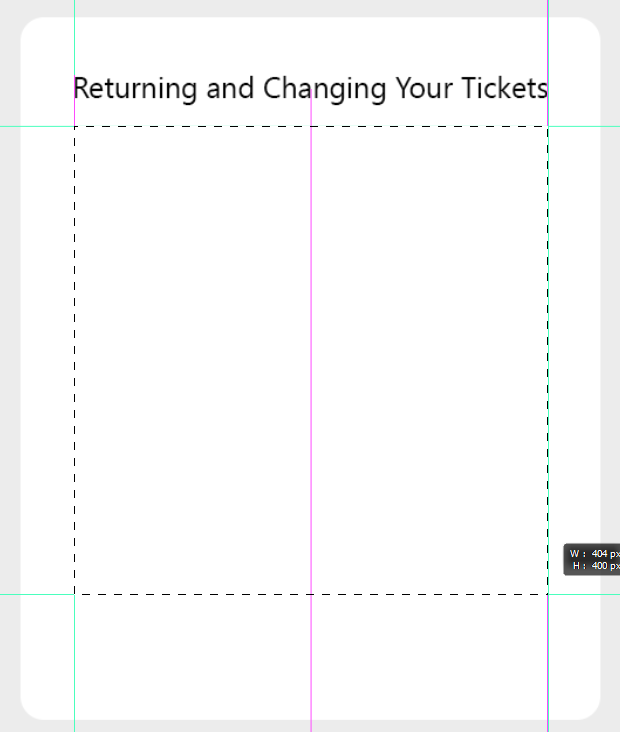 Returning and Changing Your Tickets
W : 404 px
H : 400 px